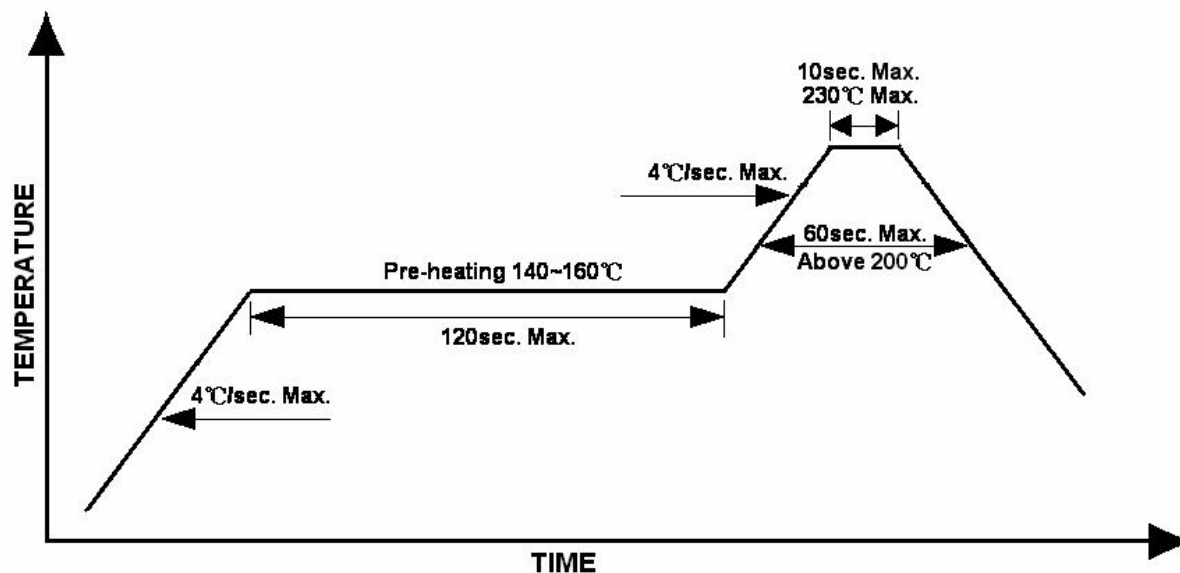 10sec. Max.
230℃ Max.
4℃/sec. Max.
60sec. Max.
Above 200℃
Pre-heating 140~160℃
120sec. Max.
4℃/sec. Max.
TEMPERATURE
TIME